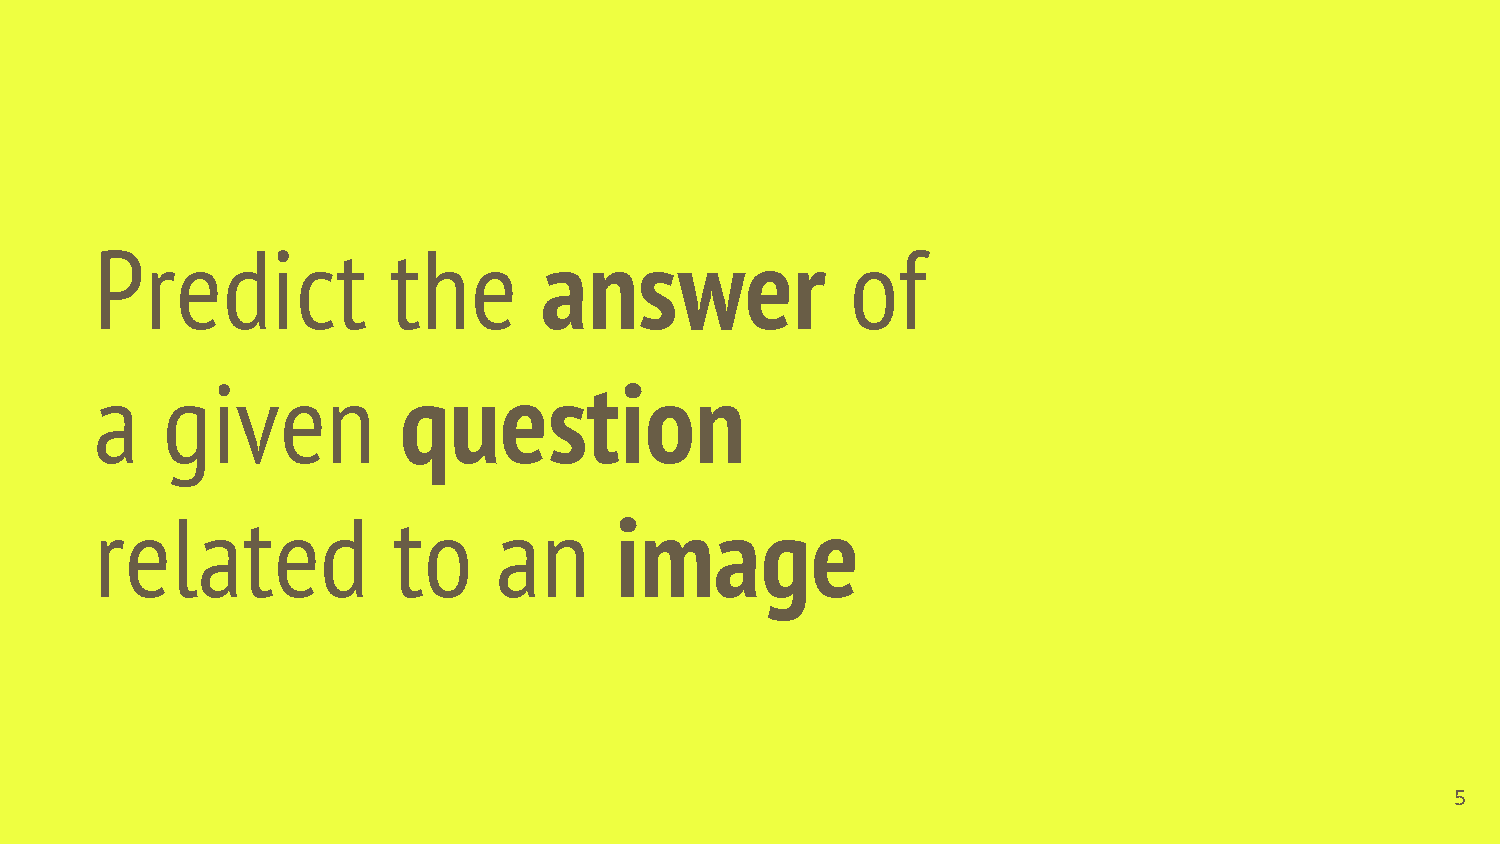 Predict the answer of
a given question
related to an image
5